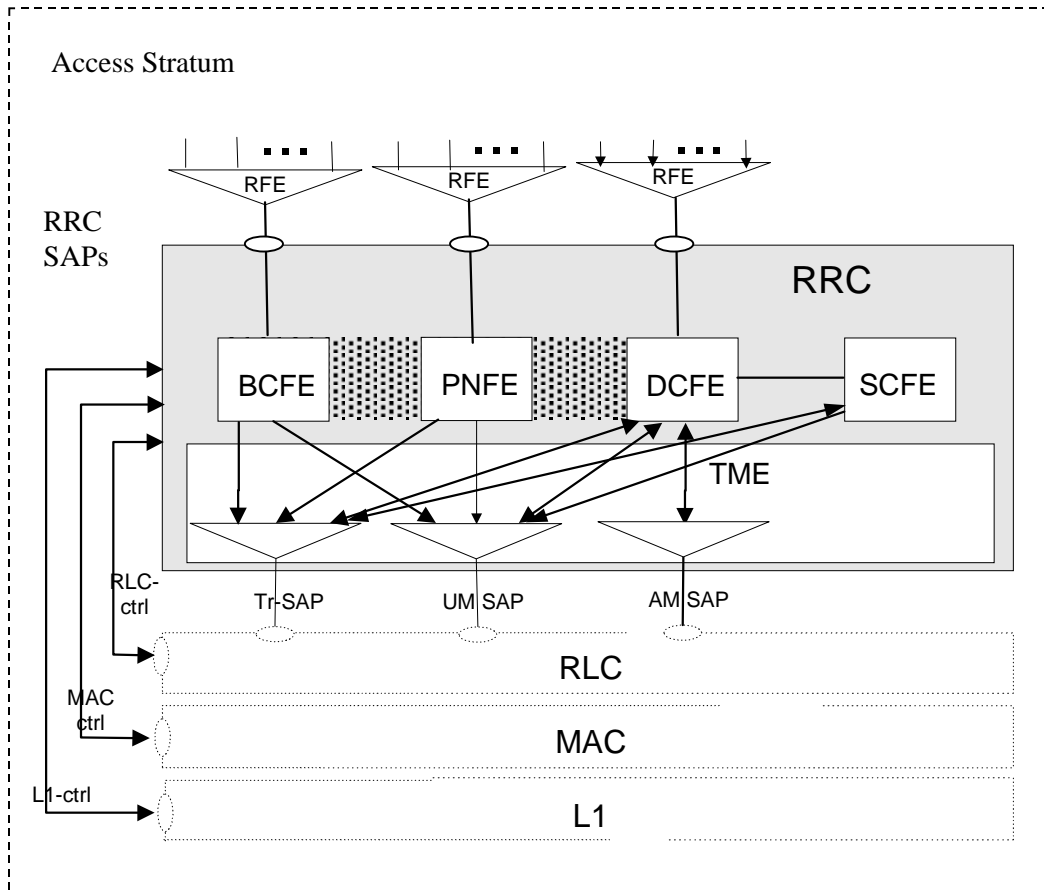 Access Stratum
RFE
RFE
RFE
RRC
SAPs
RRC
BCFE
PNFE
DCFE
SCFE
TME
RLC-
ctrl
Tr-SAP
UM SAP
AM SAP
RLC
MAC
ctrl
MAC
L1-ctrl
L1